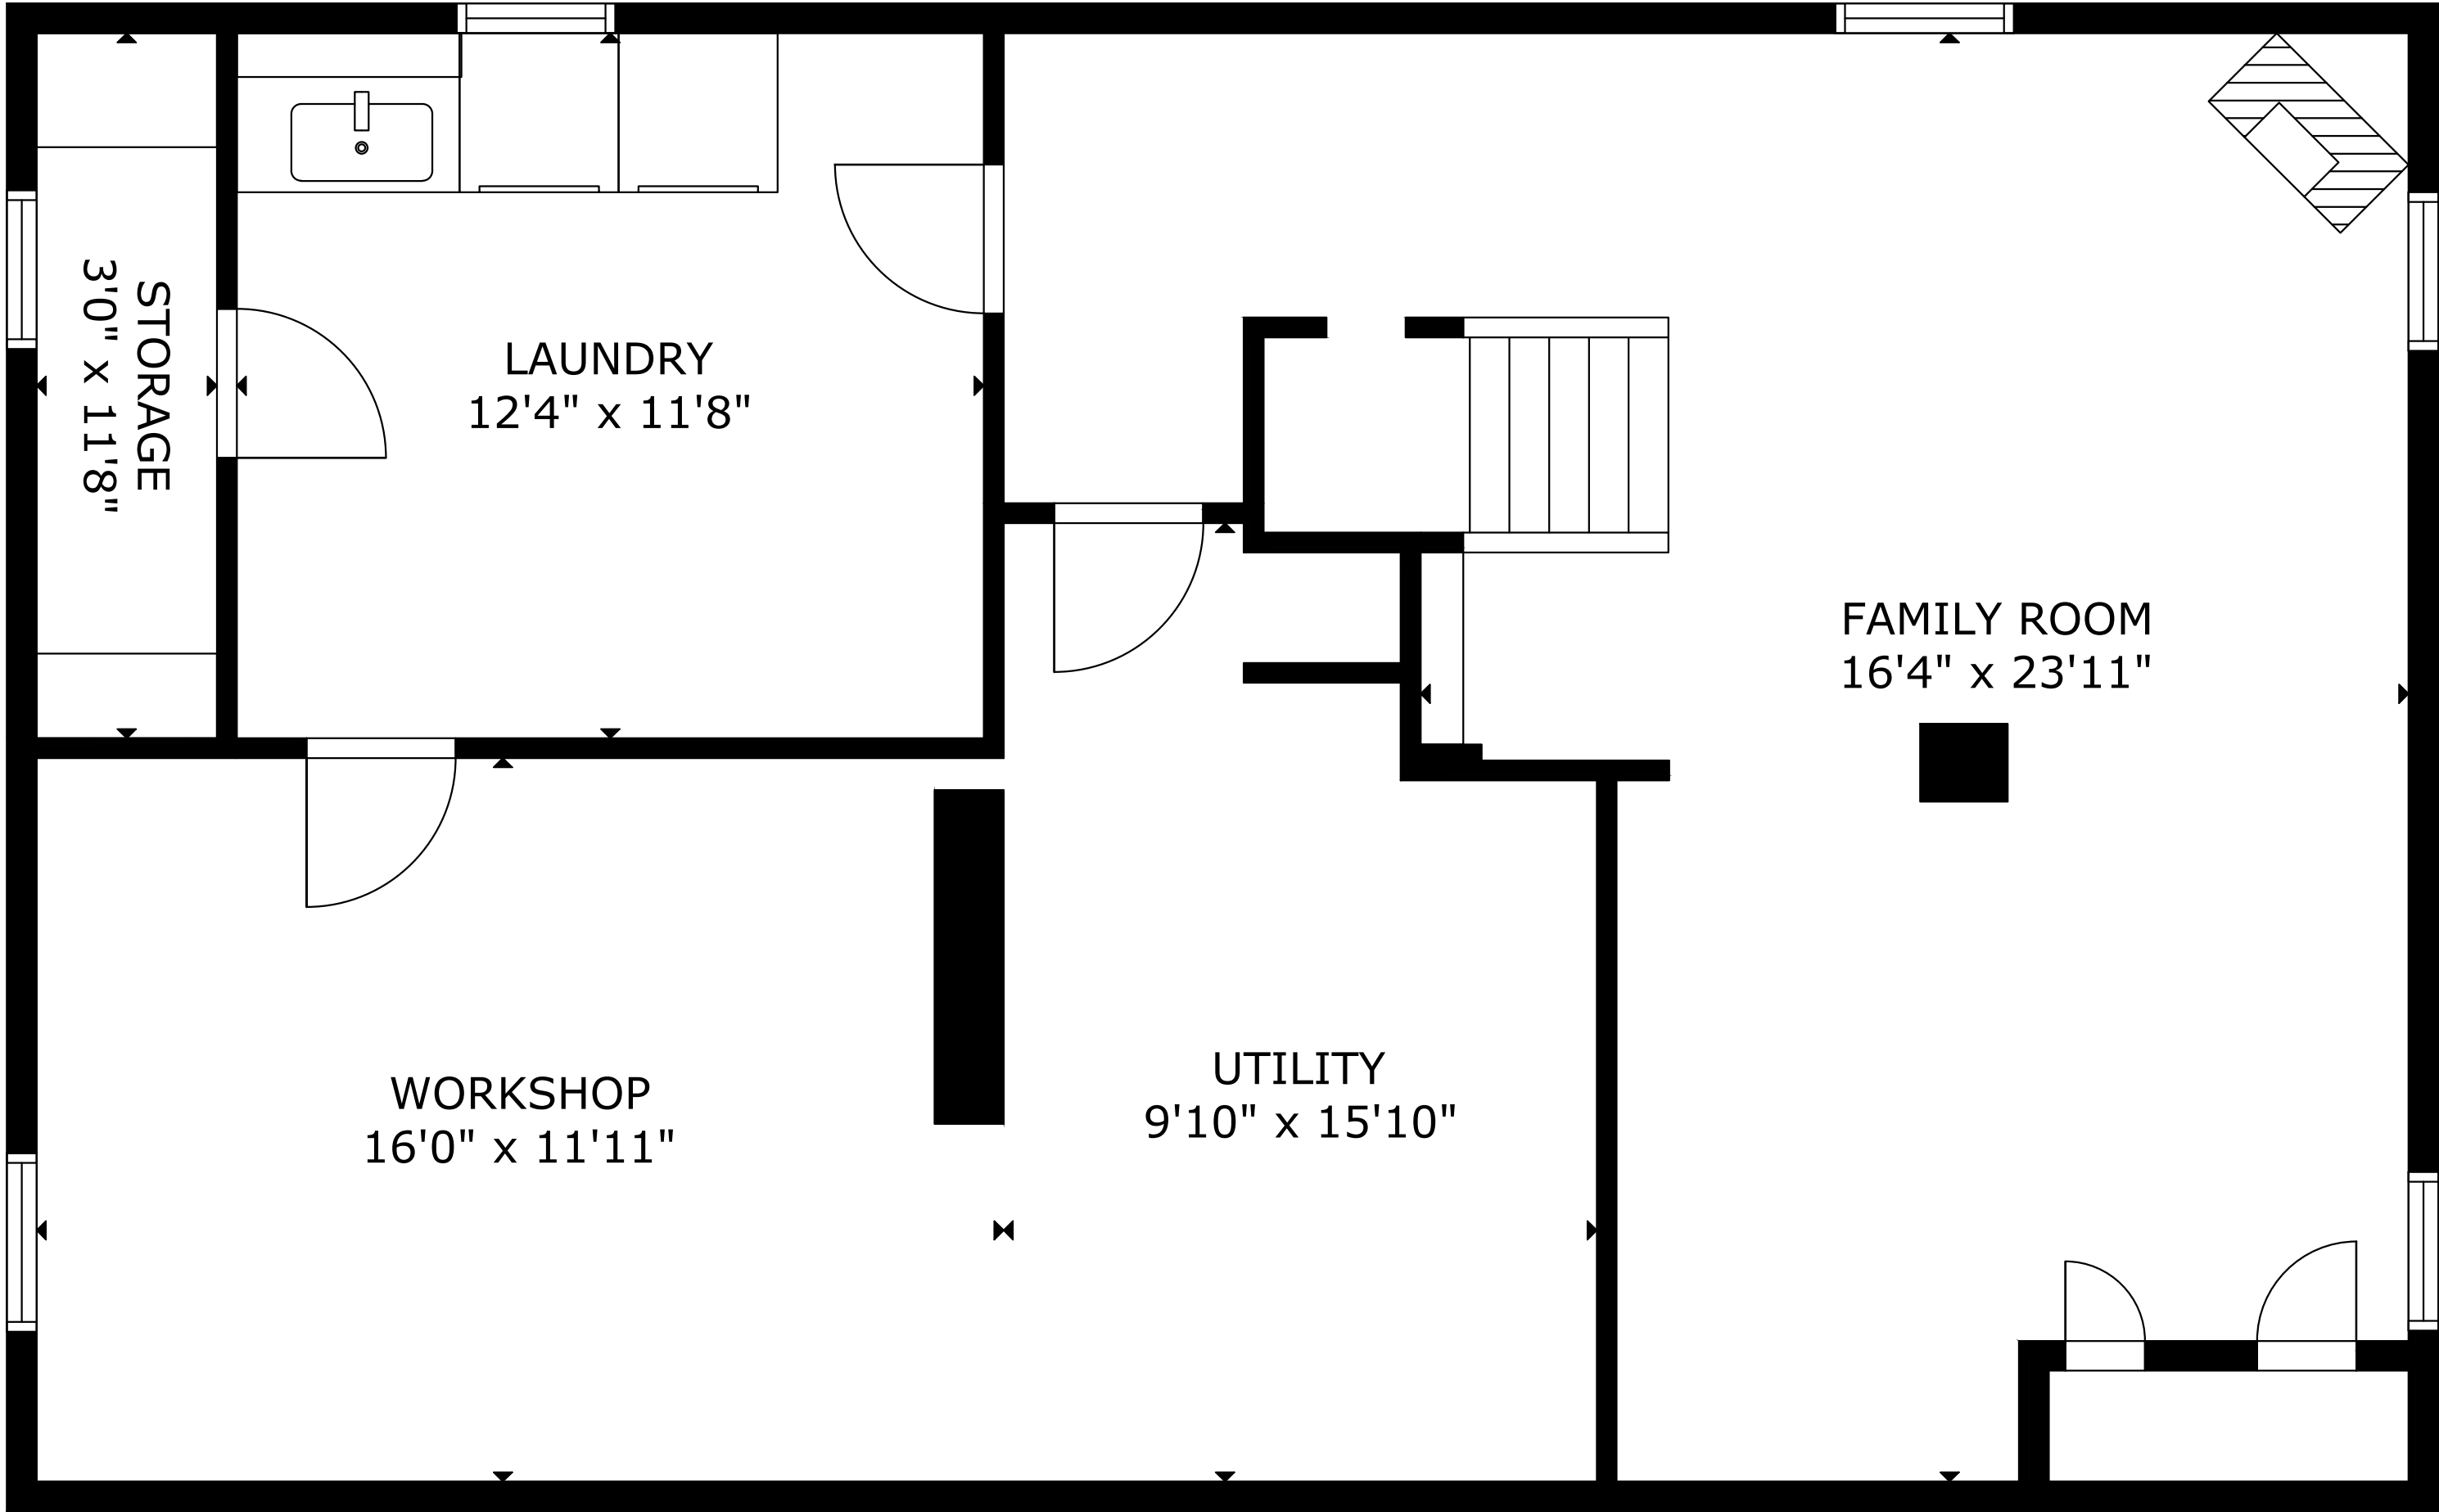 STORAGE
3'0" x 11'8"
LAUNDRY
12'4" x 11'8"
FAMILY ROOM
16'4" x 23'11"
WORKSHOP
16'0" x 11'11"
UTILITY
9'10" x 15'10"